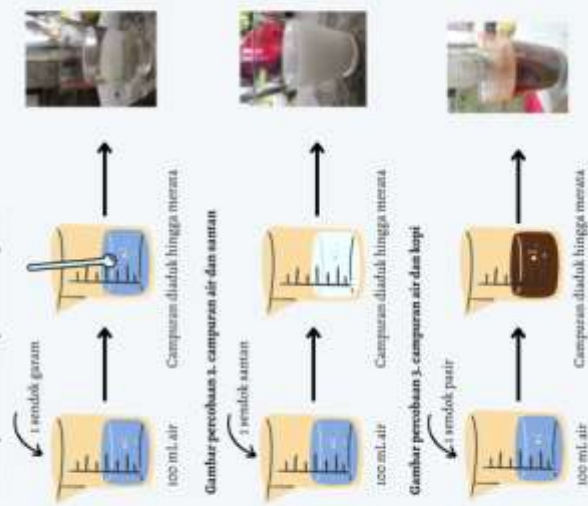 1 sendok garam
100 mL air
Campuran diaduk hingga merata
Gambar percobaan 2. campuran air dan santan
1 sendok santan
100 mL air
Campuran diaduk hingga merata
Gambar percobaan 3. campuran air dan kopi
1 sendok pasir
100 mL air
Campuran diaduk hingga merata